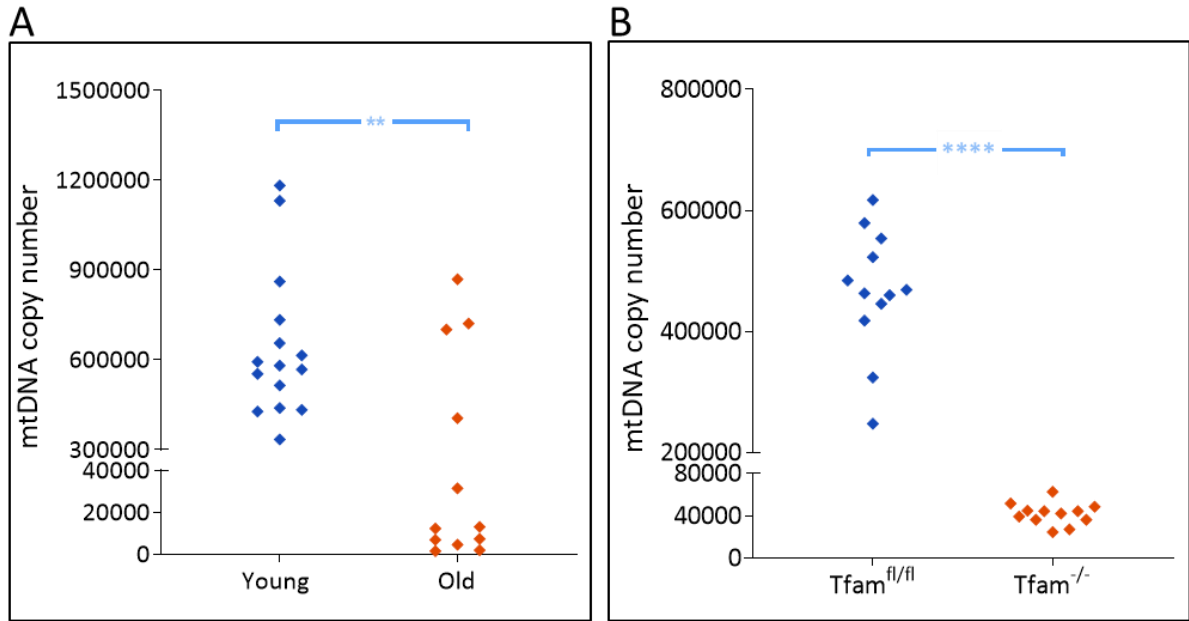 A
mtDNA copy number
1500000
1200000
900000
600000
300000
40000
20000
0
**
Young
Old
B
mtDNA copy number
800000
600000
400000
200000
80000
40000
0
****
Tfam^fl/fl
Tfam^-/-